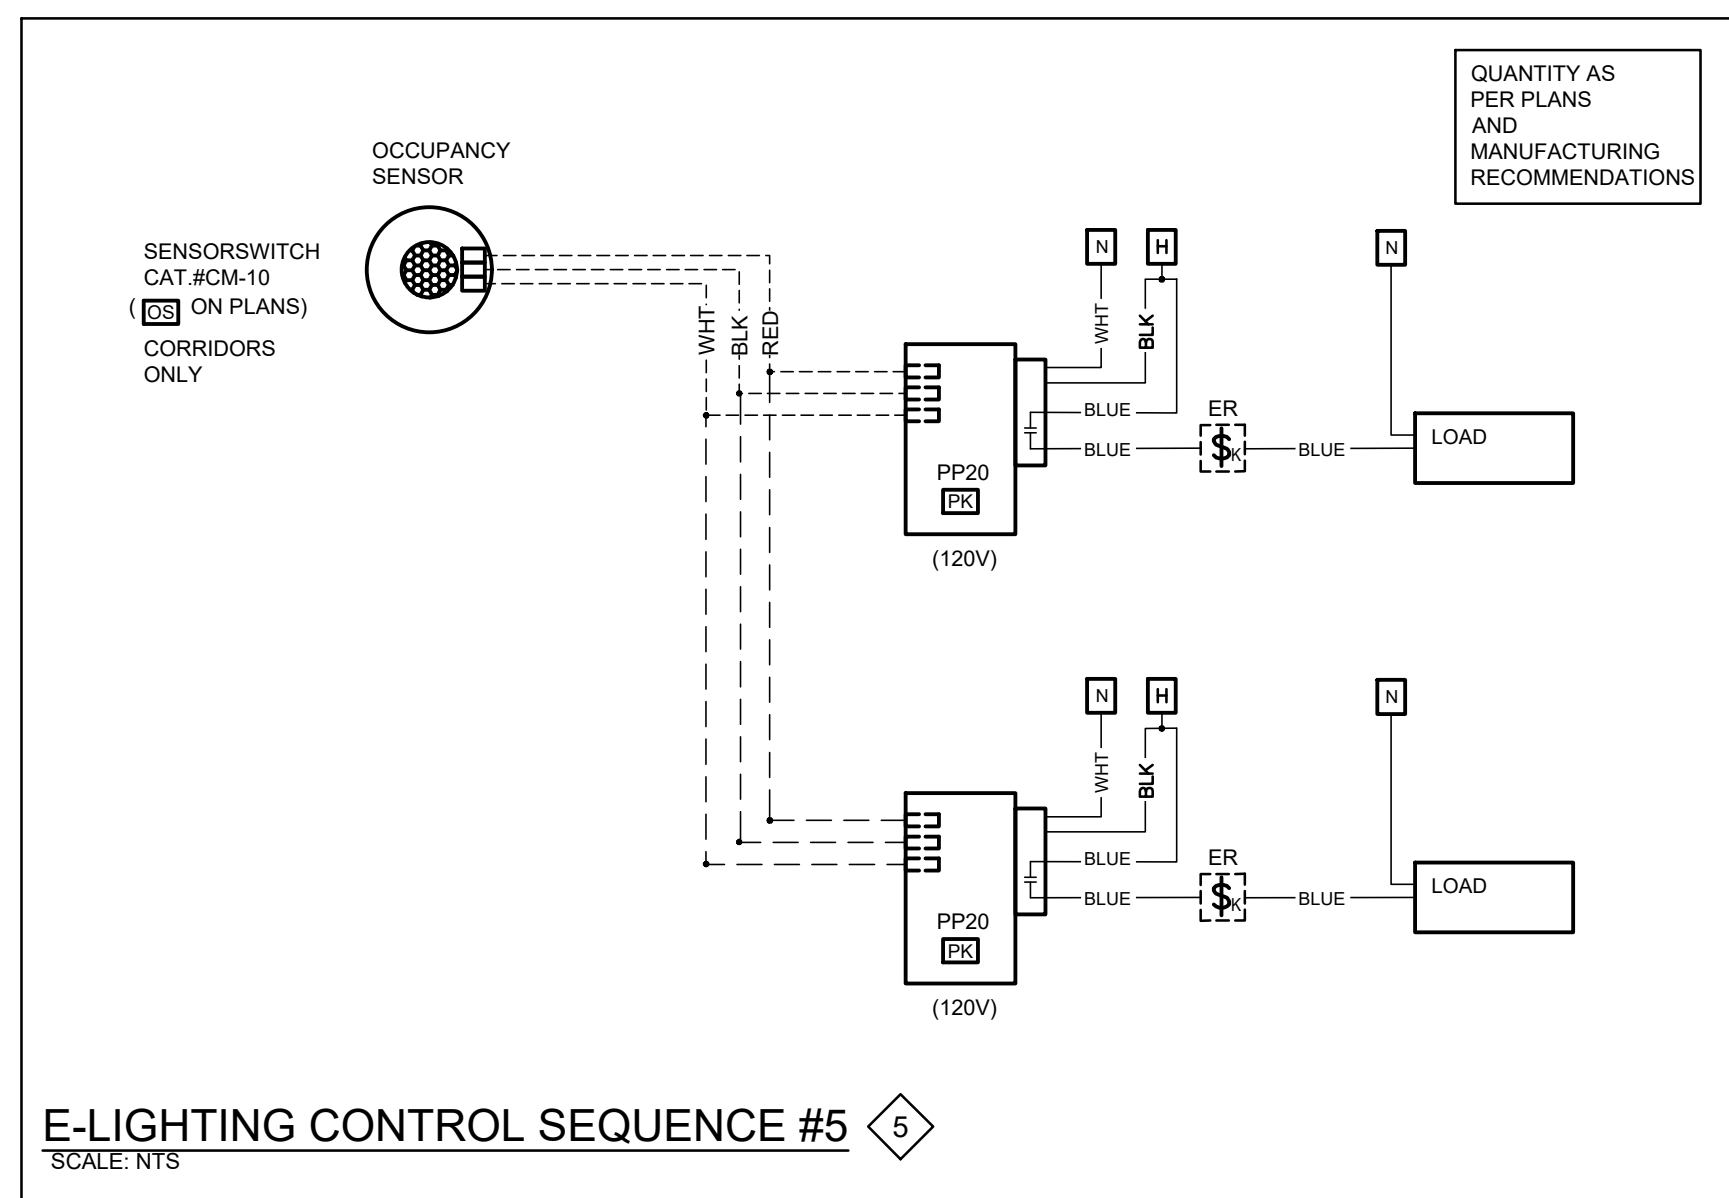 QUANTITY AS
PER PLANS
AND
MANUFACTURING
RECOMMENDATIONS
OCCUPANCY
SENSOR
SENSORSWITCH
CAT.#CM-10
( OS ON PLANS)
CORRIDORS
ONLY
WHT
BLK
RED
N
H
N
WHT
BLK
BLUE
BLUE
ER
$K
BLUE
LOAD
PP20
PK
(120V)
N
H
N
WHT
BLK
BLUE
BLUE
ER
$K
BLUE
LOAD
PP20
PK
(120V)
E-LIGHTING CONTROL SEQUENCE #5
5
SCALE: NTS